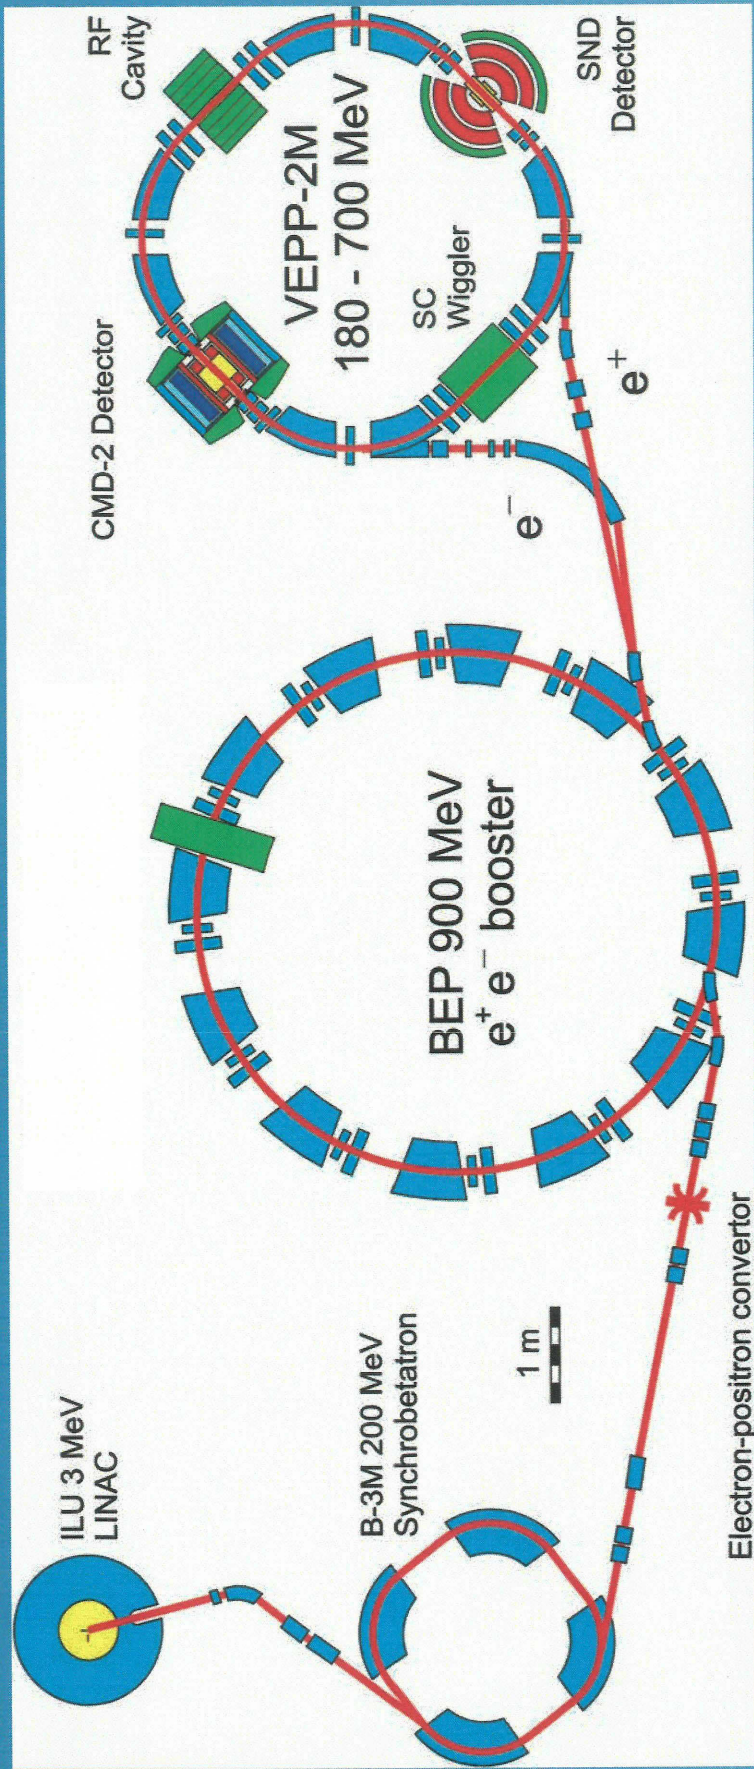 ILU 3 MeV
LINAC
B-3M 200 MeV
Synchrobetatron
1 m
Electron-positron convertor
BEP 900 MeV
e⁺ e⁻ booster
CMD-2 Detector
e⁻
e⁺
RF
Cavity
VEPP-2M
180 - 700 MeV
SC
Wiggler
SND
Detector